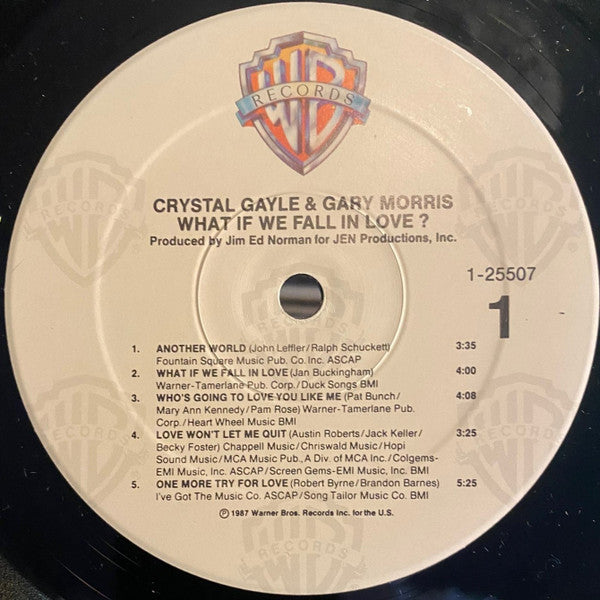 WB
RECORDS
®
CRYSTAL GAYLE & GARY MORRIS
WHAT IF WE FALL IN LOVE ?
Produced by Jim Ed Norman for JEN Productions, Inc.
1-25507
1
1. ANOTHER WORLD (John Leffler/Ralph Schuckett) 3:35
Fountain Square Music Pub. Co. Inc. ASCAP
2. WHAT IF WE FALL IN LOVE (Jan Buckingham) 4:00
Warner-Tamerlane Pub. Corp./Duck Songs BMI
3. WHO'S GOING TO LOVE YOU LIKE ME (Pat Bunch/ 4:08
Mary Ann Kennedy/Pam Rose) Warner-Tamerlane Pub.
Corp./Heart Wheel Music BMI
4. LOVE WON'T LET ME QUIT (Austin Roberts/Jack Keller/ 3:25
Becky Foster) Chappell Music/Chriswald Music/Hopi
Sound Music/MCA Music Pub., A Div. of MCA Inc./Colgems-
EMI Music, Inc. ASCAP/Screen Gems-EMI Music, Inc. BMI
5. ONE MORE TRY FOR LOVE (Robert Byrne/Brandon Barnes) 5:25
I've Got The Music Co. ASCAP/Song Tailor Music Co. BMI
℗ 1987 Warner Bros. Records Inc. for the U.S.